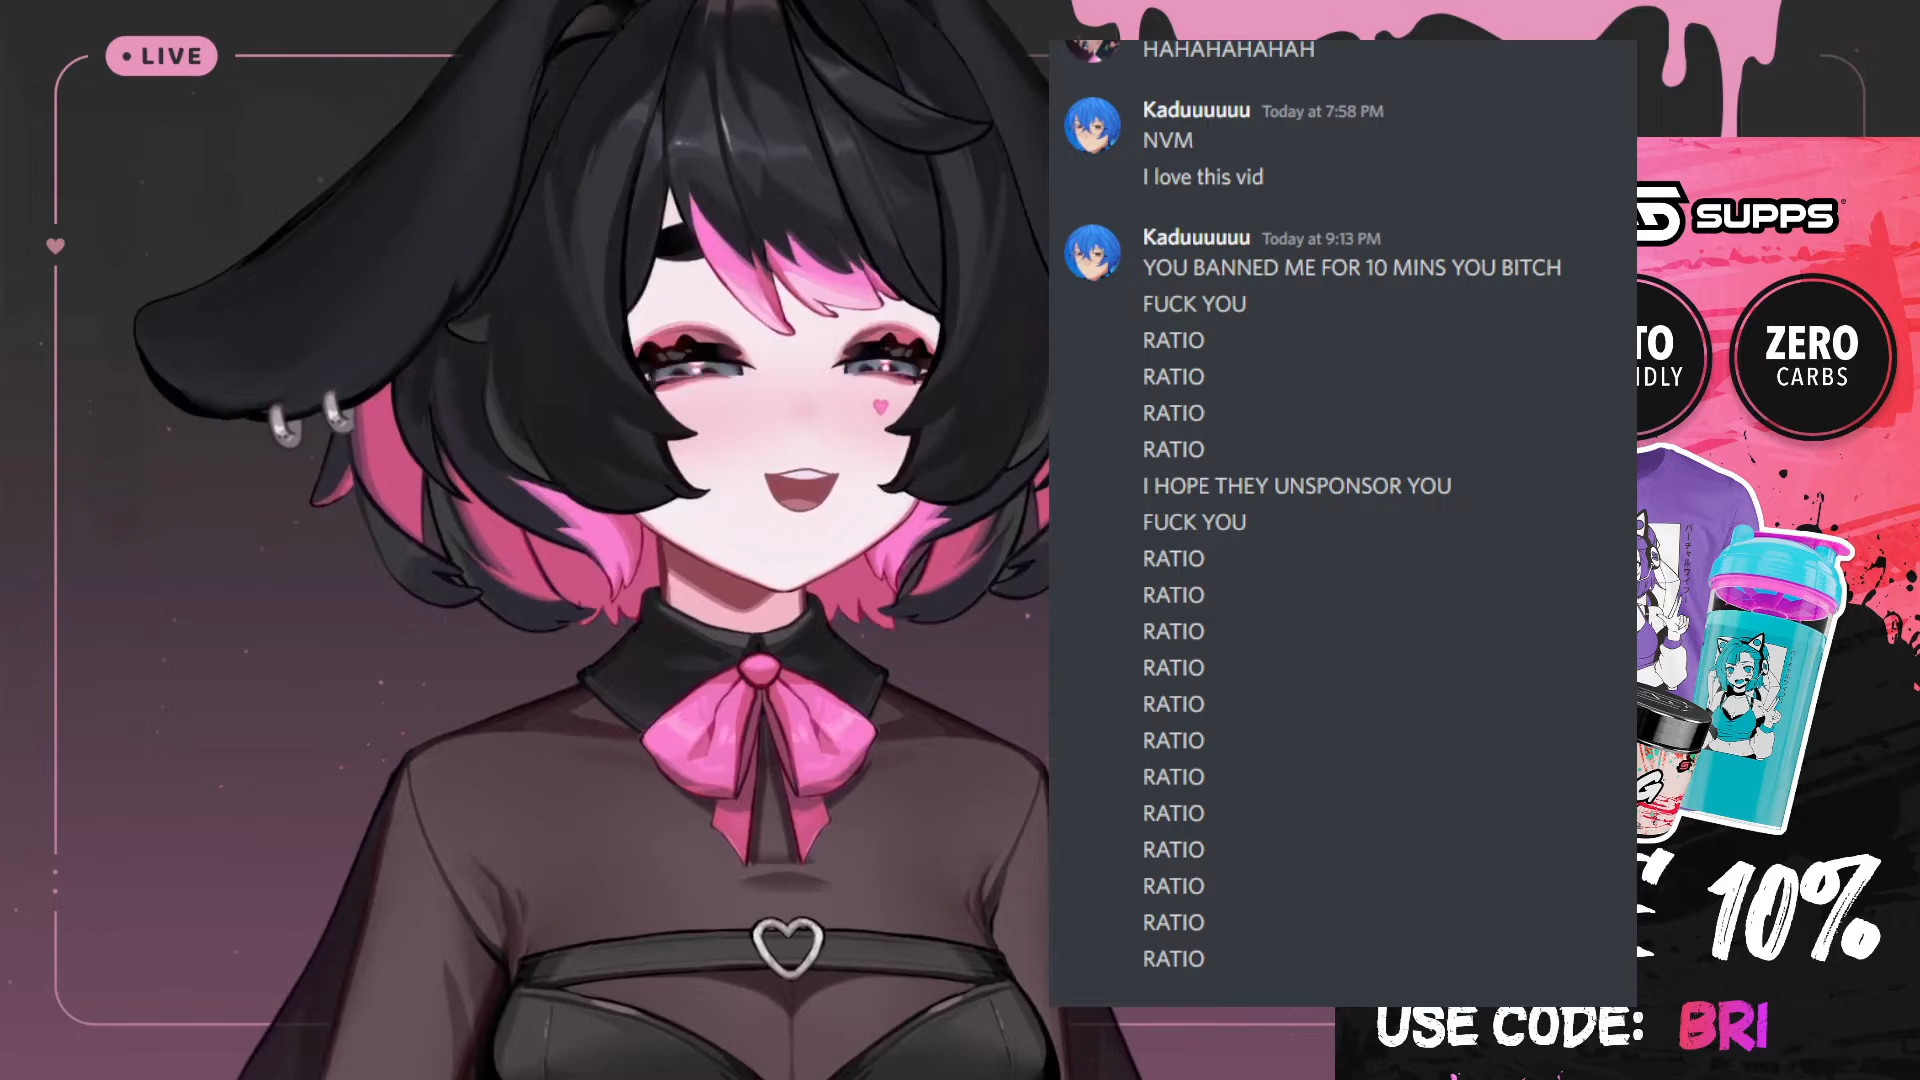 • LIVE
HAHAHAHAHAH
Kaduuuuuu Today at 7:58 PM
NVM
I love this vid
Kaduuuuuu Today at 9:13 PM
YOU BANNED ME FOR 10 MINS YOU BITCH
FUCK YOU
RATIO
RATIO
RATIO
RATIO
I HOPE THEY UNSPONSOR YOU
FUCK YOU
RATIO
RATIO
RATIO
RATIO
RATIO
RATIO
RATIO
RATIO
RATIO
RATIO
RATIO
RATIO
G SUPPS
ZERO
CARBS
10%
USE CODE: BRI